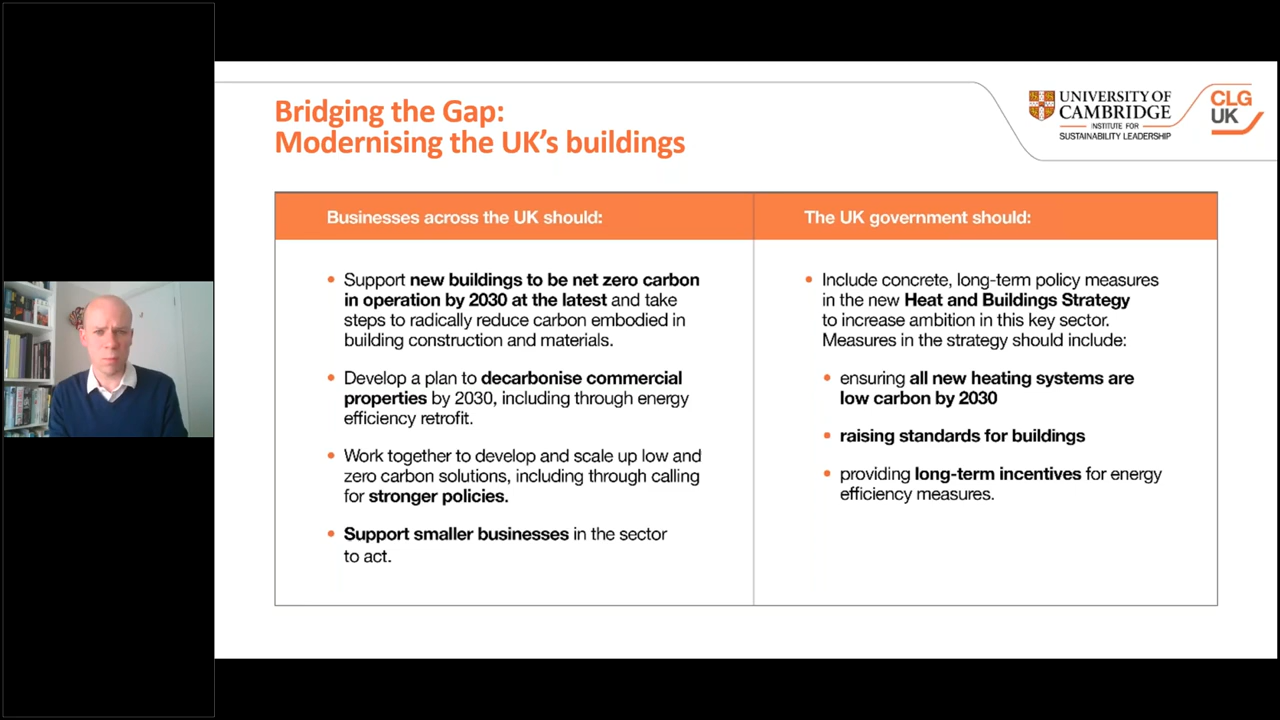 Bridging the Gap:
Modernising the UK's buildings
UNIVERSITY OF
CAMBRIDGE
INSTITUTE FOR
SUSTAINABILITY LEADERSHIP
CLG
UK
Businesses across the UK should:
• Support new buildings to be net zero carbon
in operation by 2030 at the latest and take
steps to radically reduce carbon embodied in
building construction and materials.
• Develop a plan to decarbonise commercial
properties by 2030, including through energy
efficiency retrofit.
• Work together to develop and scale up low and
zero carbon solutions, including through calling
for stronger policies.
• Support smaller businesses in the sector
to act.
The UK government should:
• Include concrete, long-term policy measures
in the new Heat and Buildings Strategy
to increase ambition in this key sector.
Measures in the strategy should include:
• ensuring all new heating systems are
low carbon by 2030
• raising standards for buildings
• providing long-term incentives for energy
efficiency measures.